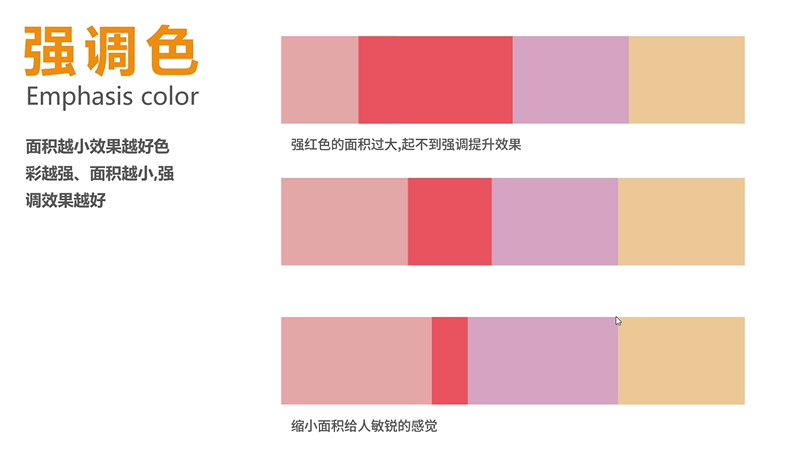 强调色
Emphasis color
面积越小效果越好色
彩越强、面积越小,强
调效果越好
强红色的面积过大,起不到强调提升效果
缩小面积给人敏锐的感觉